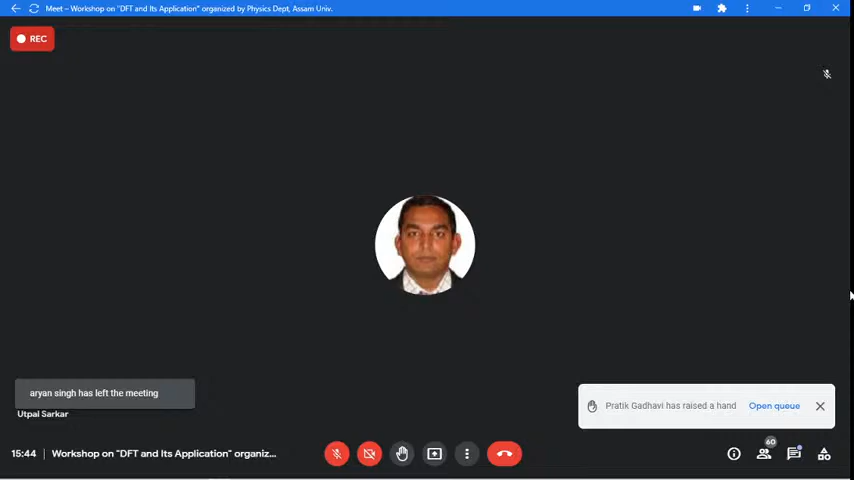 Meet – Workshop on "DFT and Its Application" organized by Physics Dept, Assam Univ.
REC
aryan singh has left the meeting
Utpal Sarkar
Pratik Gadhavi has raised a hand Open queue
15:44 | Workshop on "DFT and Its Application" organiz...
60